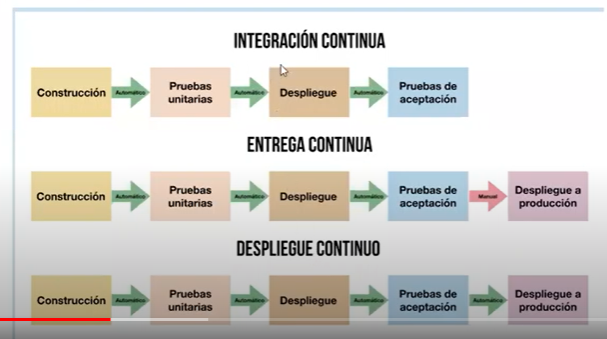 INTEGRACIÓN CONTINUA
Construcción
Automático
Pruebas
unitarias
Automático
Despliegue
Automático
Pruebas de
aceptación
ENTREGA CONTINUA
Construcción
Automático
Pruebas
unitarias
Automático
Despliegue
Automático
Pruebas de
aceptación
Manual
Despliegue a
producción
DESPLIEGUE CONTINUO
Construcción
Automático
Pruebas
unitarias
Automático
Despliegue
Automático
Pruebas de
aceptación
Automático
Despliegue a
producción